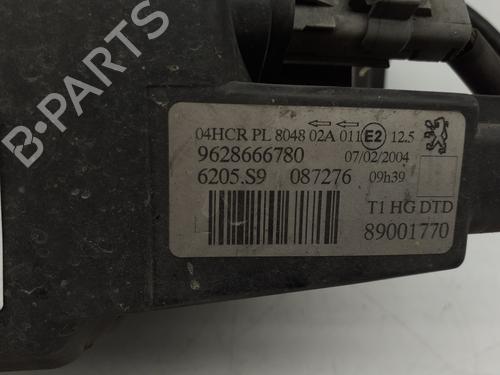 B-PARTS
04HCR PL 8048 02A 011 E2 12.5
9628666780 07/02/2004
6205.S9 087276 09h39
T1 HG DTD
89001770